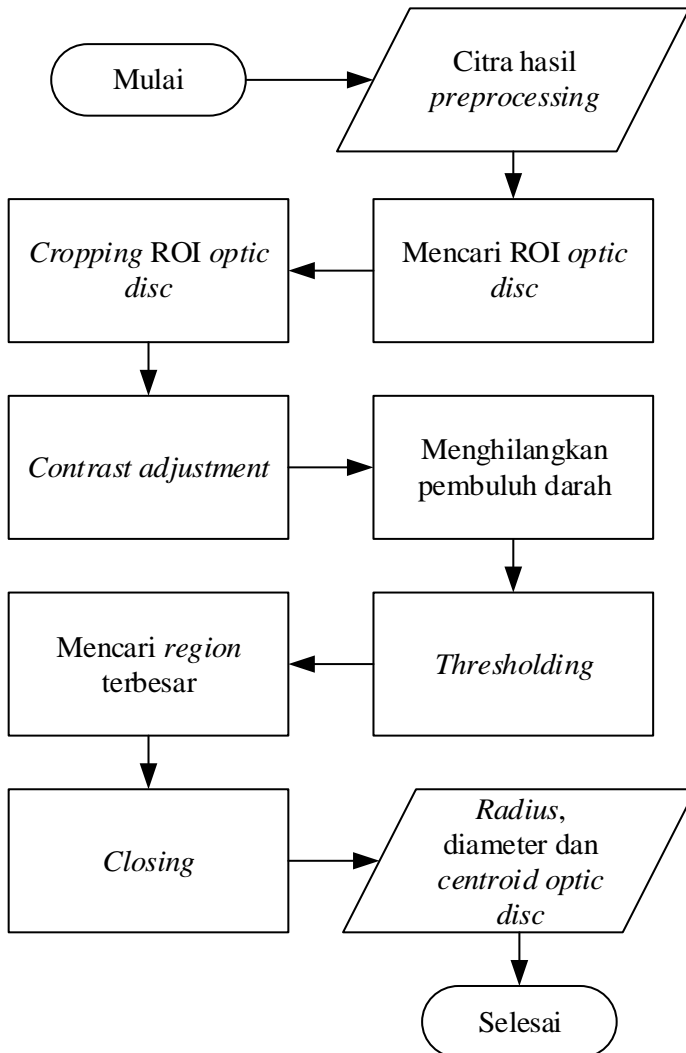 Mulai
Citra hasil
preprocessing
Mencari ROI optic
disc
Cropping ROI optic
disc
Contrast adjustment
Menghilangkan
pembuluh darah
Thresholding
Mencari region
terbesar
Closing
Radius,
diameter dan
centroid optic
disc
Selesai